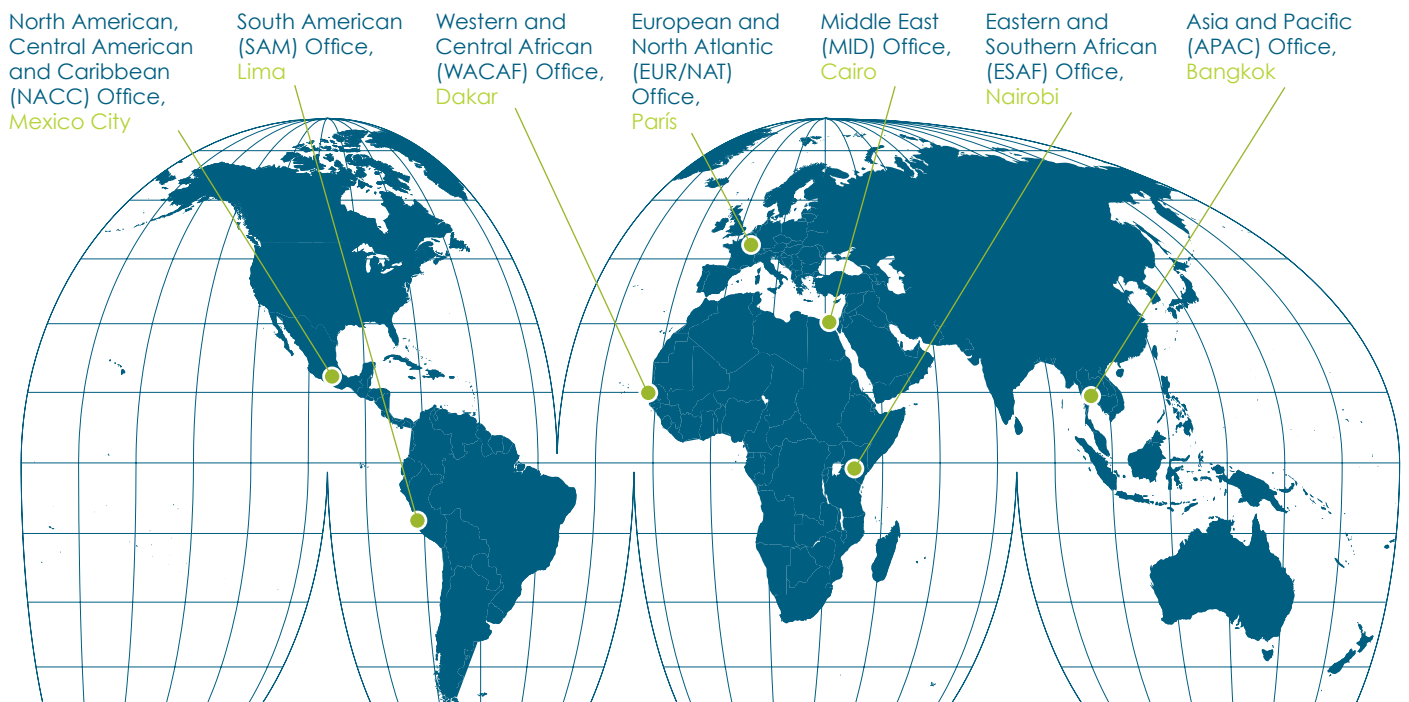 North American,
Central American
and Caribbean
(NACC) Office,
Mexico City
South American
(SAM) Office,
Lima
Western and
Central African
(WACAF) Office,
Dakar
European and
North Atlantic
(EUR/NAT)
Office,
París
Middle East
(MID) Office,
Cairo
Eastern and
Southern African
(ESAF) Office,
Nairobi
Asia and Pacific
(APAC) Office,
Bangkok